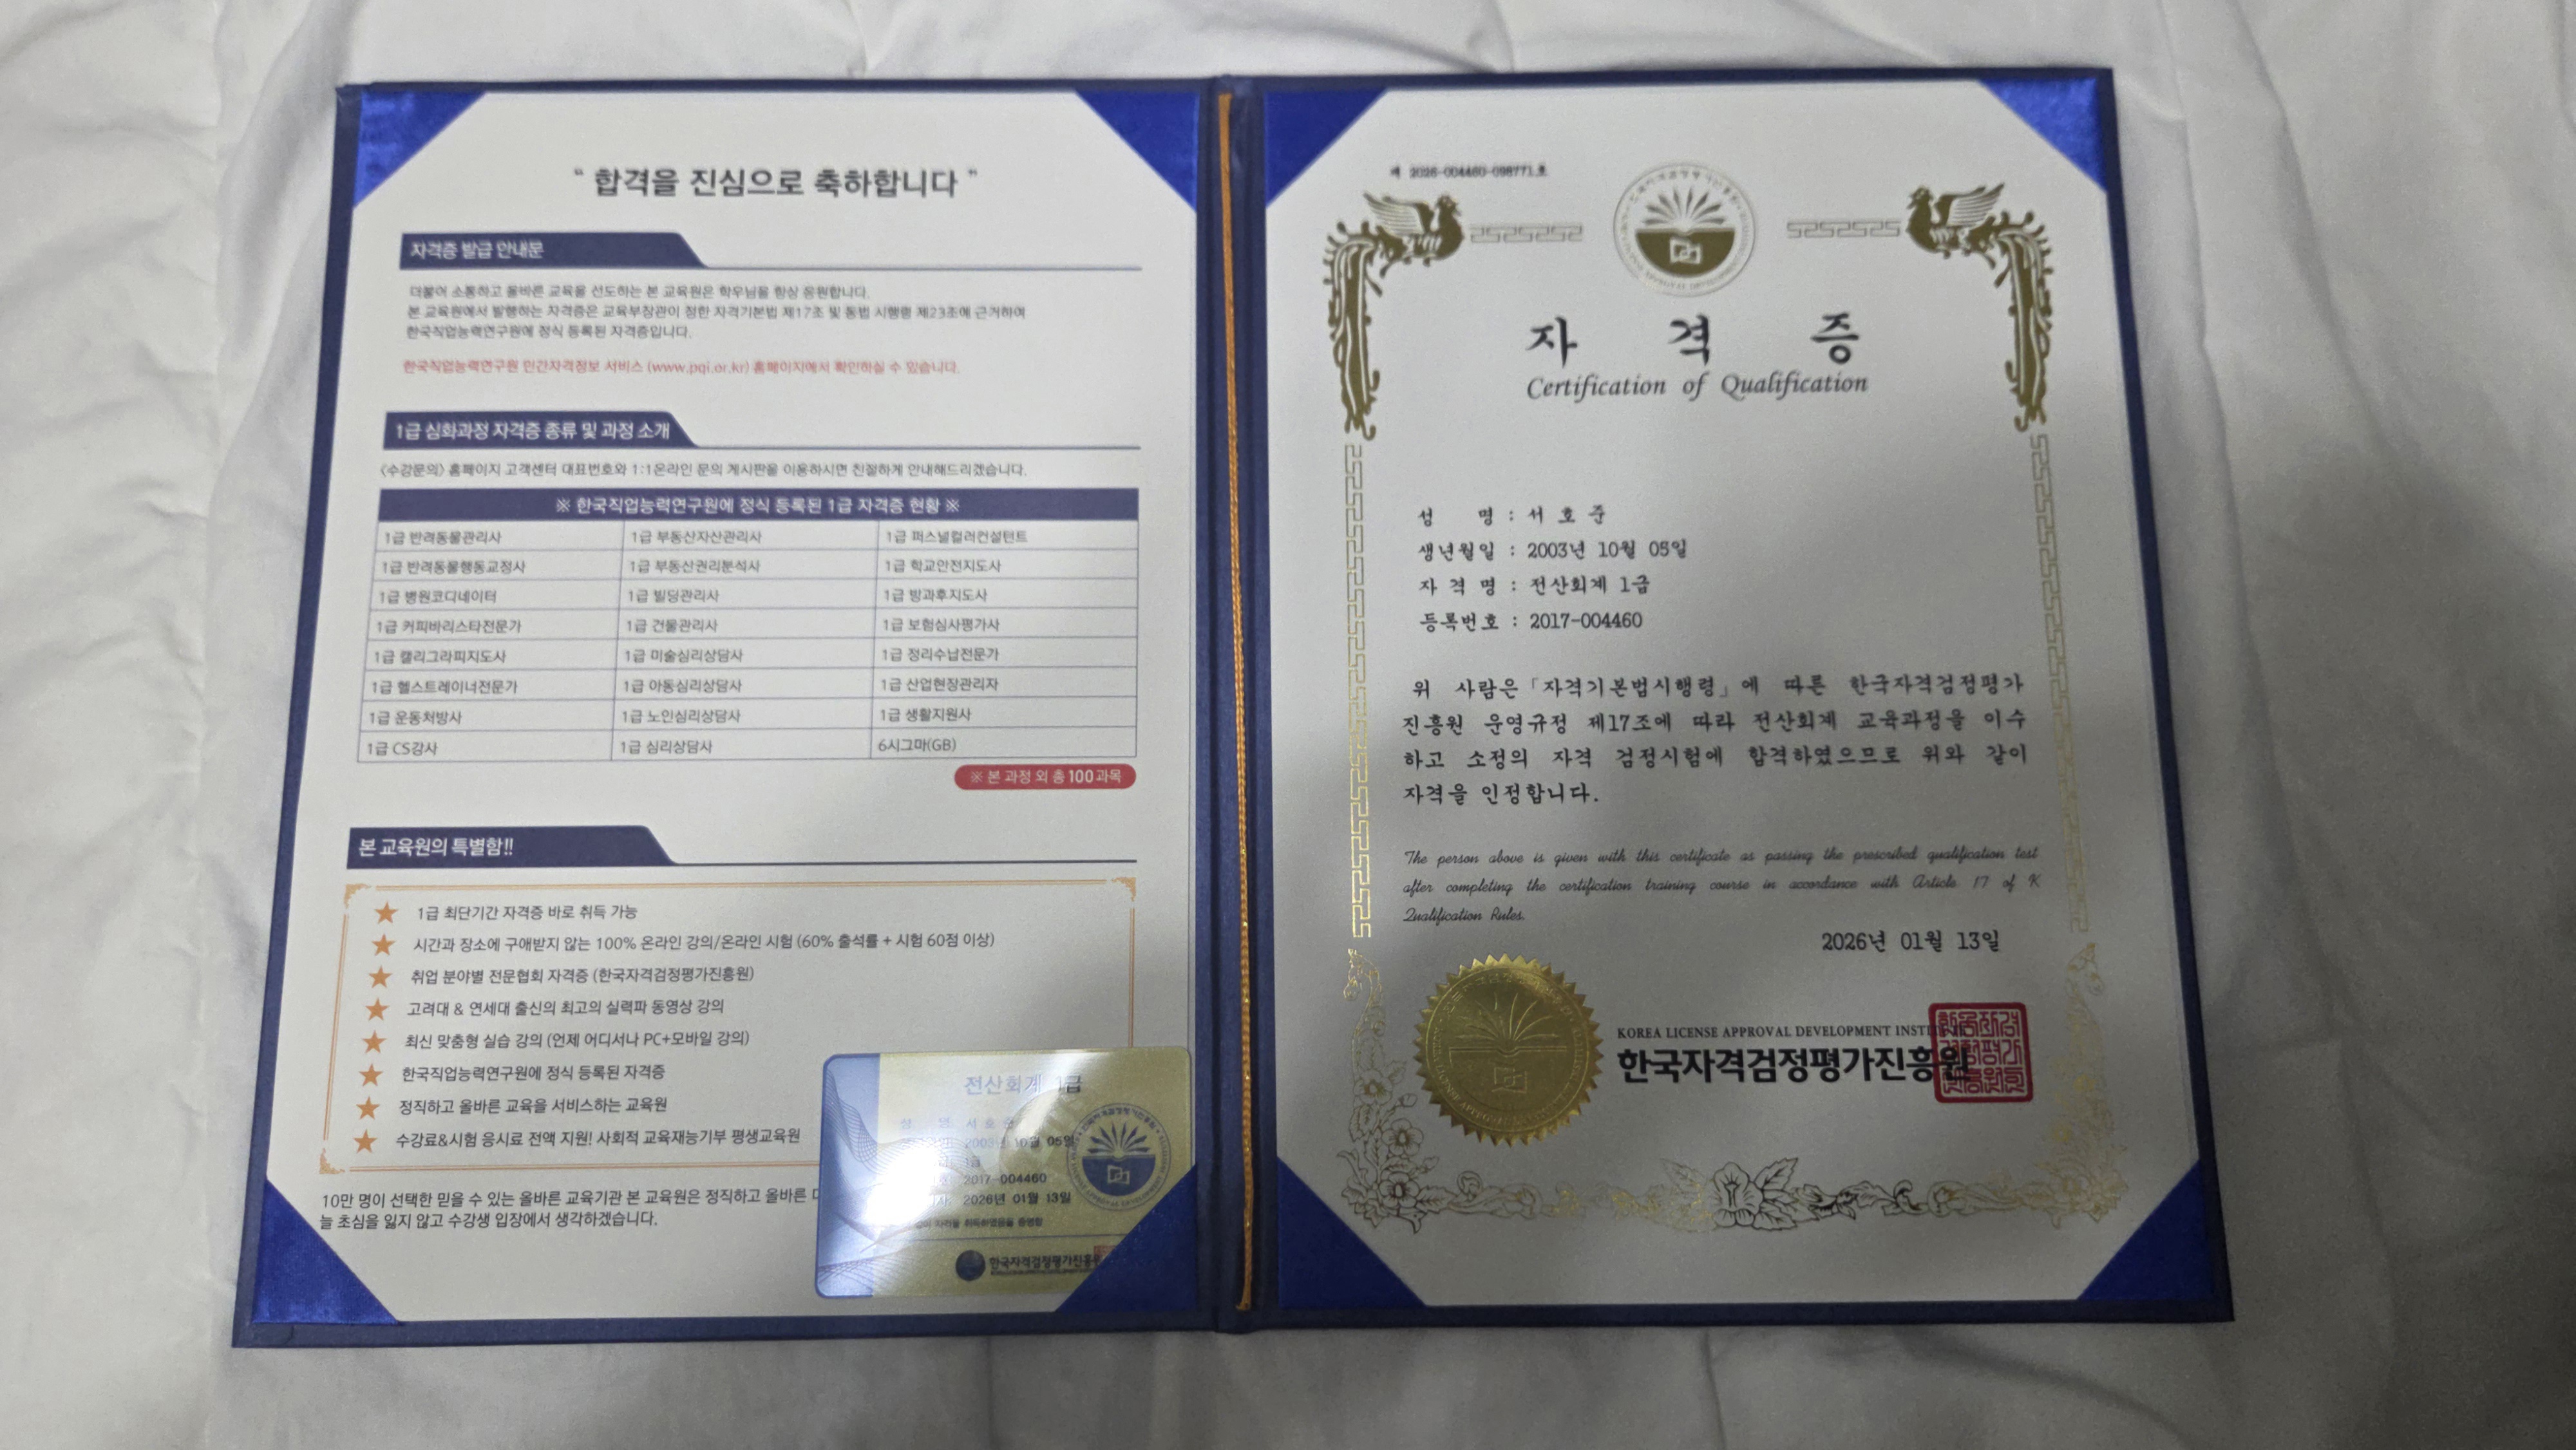 “ 합격을 진심으로 축하합니다 ”
자격증 발급 안내문
더불어 소통하고 올바른 교육을 선도하는 본 교육원은 학우님을 항상 응원합니다.
본 교육원에서 발행하는 자격증은 교육부장관이 정한 자격기본법 제17조 및 동법 시행령 제23조에 근거하여
한국직업능력연구원에 정식 등록된 자격증입니다.
한국직업능력연구원 민간자격정보 서비스 (www.pqi.or.kr) 홈페이지에서 확인하실 수 있습니다.
1급 심화과정 자격증 종류 및 과정 소개
<수강문의> 홈페이지 고객센터 대표번호와 1:1온라인 문의 게시판을 이용하시면 친절하게 안내해드리겠습니다.
※ 한국직업능력연구원에 정식 등록된 1급 자격증 현황 ※
1급 반려동물관리사 1급 부동산자산관리사 1급 퍼스널컬러컨설턴트
1급 반려동물행동교정사 1급 부동산권리분석사 1급 학교안전지도사
1급 병원코디네이터 1급 빌딩관리사 1급 방과후지도사
1급 커피바리스타전문가 1급 건물관리사 1급 보험심사평가사
1급 캘리그라피지도사 1급 미술심리상담사 1급 정리수납전문가
1급 헬스트레이너전문가 1급 아동심리상담사 1급 산업현장관리자
1급 운동처방사 1급 노인심리상담사 1급 생활지원사
1급 CS강사 1급 심리상담사 6시그마(GB)
※ 본 과정 외 총 100과목
본 교육원의 특별함!!
★ 1급 최단기간 자격증 바로 취득 가능
★ 시간과 장소에 구애받지 않는 100% 온라인 강의/온라인 시험 (60% 출석률 + 시험 60점 이상)
★ 취업 분야별 전문협회 자격증 (한국자격검정평가진흥원)
★ 고려대 & 연세대 출신의 최고의 실력파 동영상 강의
★ 최신 맞춤형 실습 강의 (언제 어디서나 PC+모바일 강의)
★ 한국직업능력연구원에 정식 등록된 자격증
★ 정직하고 올바른 교육을 서비스하는 교육원
★ 수강료&시험 응시료 전액 지원! 사회적 교육재능기부 평생교육원
10만 명이 선택한 믿을 수 있는 올바른 교육기관 본 교육원은 정직하고 올바른
늘 초심을 잃지 않고 수강생 입장에서 생각하겠습니다.
전산회계 1급
성 명 서 호 준
2003년 10월 05일
1급
2017-004460
2026년 01월 13일
자격을 취득하였음을 증명함
한국자격검정평가진흥원
제 2026-004460-098771호
자 격 증
Certification of Qualification
성 명 : 서 호 준
생년월일 : 2003년 10월 05일
자 격 명 : 전산회계 1급
등록번호 : 2017-004460
위 사람은「자격기본법시행령」에 따른 한국자격검정평가
진흥원 운영규정 제17조에 따라 전산회계 교육과정을 이수
하고 소정의 자격 검정시험에 합격하였으므로 위와 같이
자격을 인정합니다.
The person above is given with this certificate as passing the prescribed qualification test
after completing the certification training course in accordance with Article 17 of K
Qualification Rules.
2026년 01월 13일
KOREA LICENSE APPROVAL DEVELOPMENT INSTITUTE
한국자격검정평가진흥원